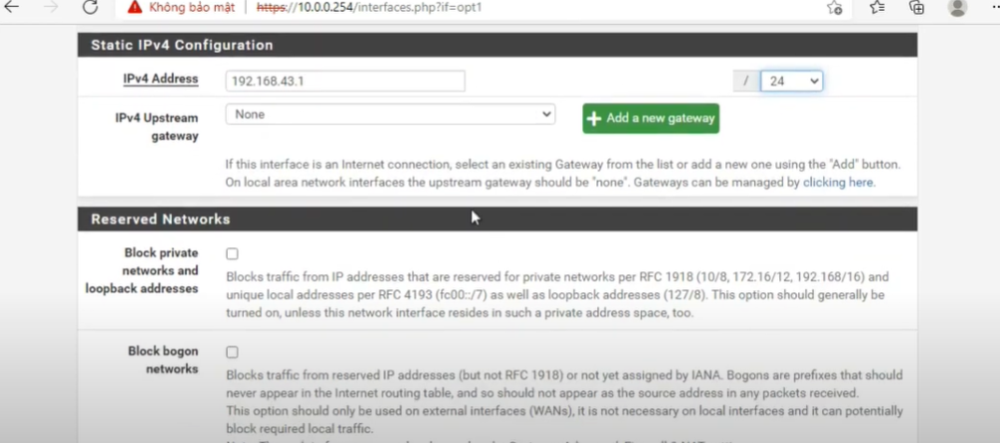 Không bảo mật
https://10.0.0.254/interfaces.php?if=opt1
Static IPv4 Configuration
IPv4 Address
192.168.43.1
/
24
IPv4 Upstream
gateway
None
Add a new gateway
If this interface is an Internet connection, select an existing Gateway from the list or add a new one using the "Add" button.
On local area network interfaces the upstream gateway should be "none". Gateways can be managed by clicking here.
Reserved Networks
Block private
networks and
loopback addresses
Blocks traffic from IP addresses that are reserved for private networks per RFC 1918 (10/8, 172.16/12, 192.168/16) and
unique local addresses per RFC 4193 (fc00::/7) as well as loopback addresses (127/8). This option should generally be
turned on, unless this network interface resides in such a private address space, too.
Block bogon
networks
Blocks traffic from reserved IP addresses (but not RFC 1918) or not yet assigned by IANA. Bogons are prefixes that should
never appear in the Internet routing table, and so should not appear as the source address in any packets received.
This option should only be used on external interfaces (WANs), it is not necessary on local interfaces and it can potentially
block required local traffic.